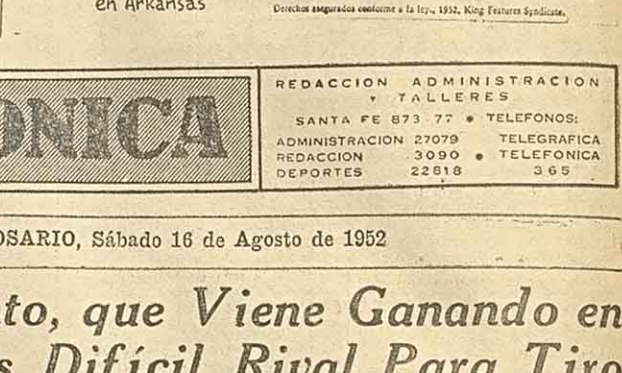 en Arkansas
Derechos asegurados conforme a la ley, 1952, King Features Syndicate.
ONICA
REDACCION ADMINISTRACION
Y TALLERES
SANTA FE 873 77 • TELEFONOS:
ADMINISTRACION 27079 TELEGRAFICA
REDACCION 3090 • TELEFONICA
DEPORTES 22818 365
OSARIO, Sábado 16 de Agosto de 1952
to, que Viene Ganando en
s Difícil Rival Para Tiro